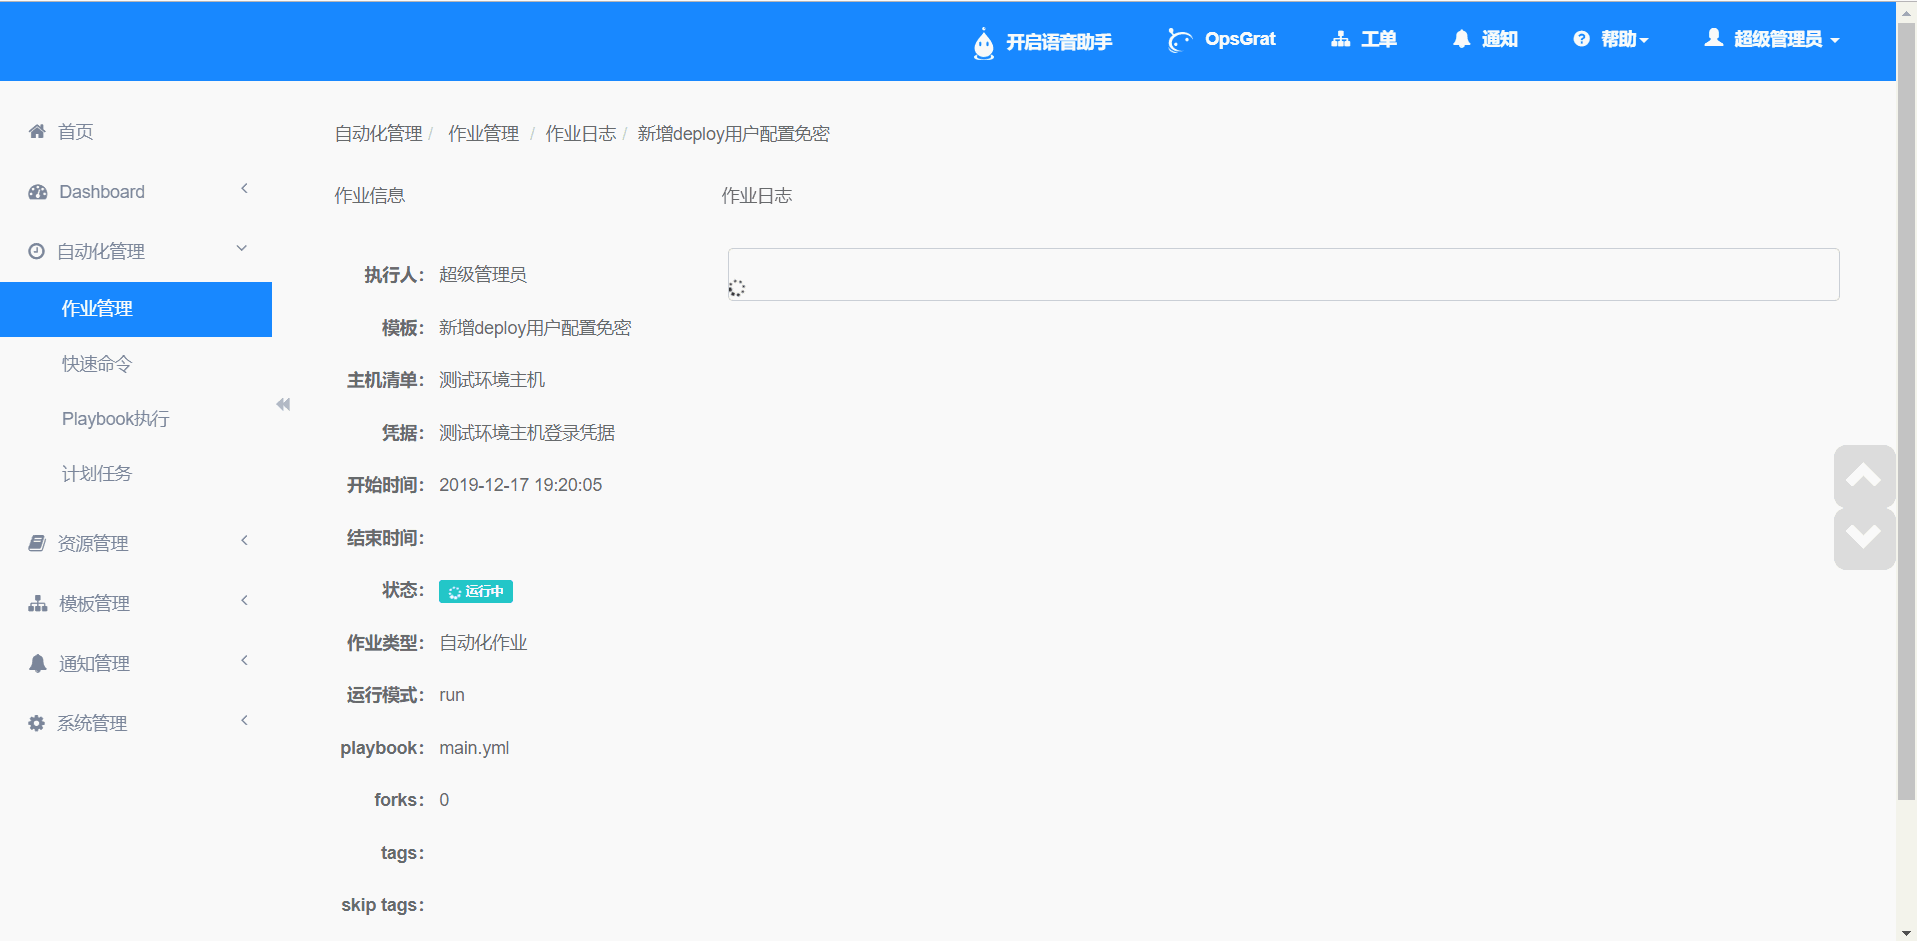 开启语音助手 OpsGrat 工单 通知 帮助 超级管理员
首页
Dashboard
自动化管理
作业管理
快速命令
Playbook执行
计划任务
资源管理
模板管理
通知管理
系统管理
自动化管理 / 作业管理 / 作业日志 / 新增deploy用户配置免密
作业信息
执行人： 超级管理员
模板： 新增deploy用户配置免密
主机清单： 测试环境主机
凭据： 测试环境主机登录凭据
开始时间： 2019-12-17 19:20:05
结束时间：
状态： 运行中
作业类型： 自动化作业
运行模式： run
playbook： main.yml
forks： 0
tags：
skip tags：
作业日志